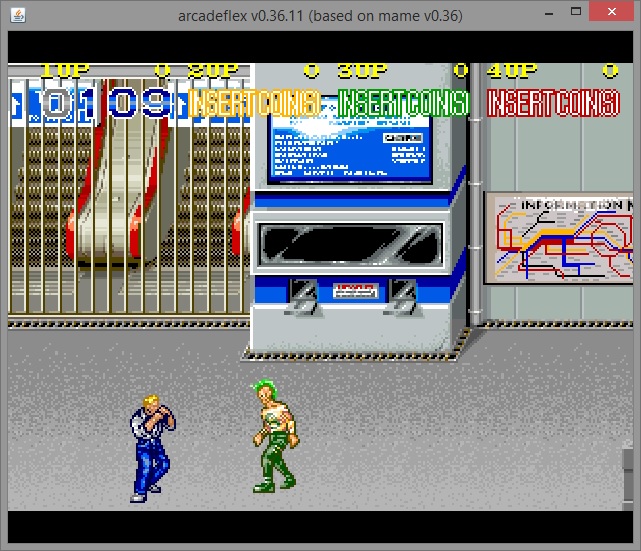 arcadeflex v0.36.11 (based on mame v0.36)
1UP 0 2UP 0 3UP 0 4UP 0
0109 INSERT COIN(S) INSERT COIN(S) INSERT COIN(S)
INFORMATION M